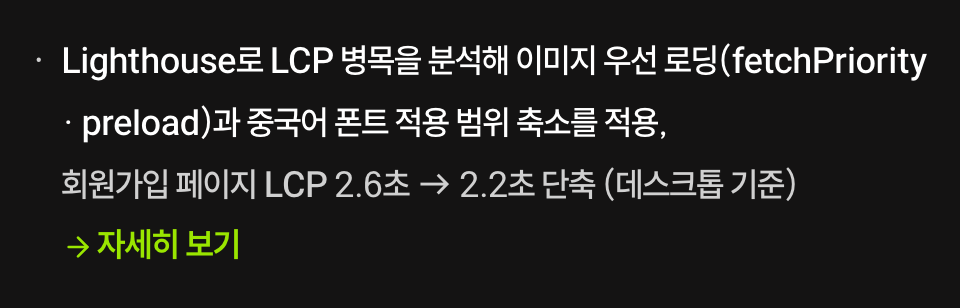 · Lighthouse로 LCP 병목을 분석해 이미지 우선 로딩(fetchPriority
· preload)과 중국어 폰트 적용 범위 축소를 적용,
회원가입 페이지 LCP 2.6초 → 2.2초 단축 (데스크톱 기준)
→ 자세히 보기